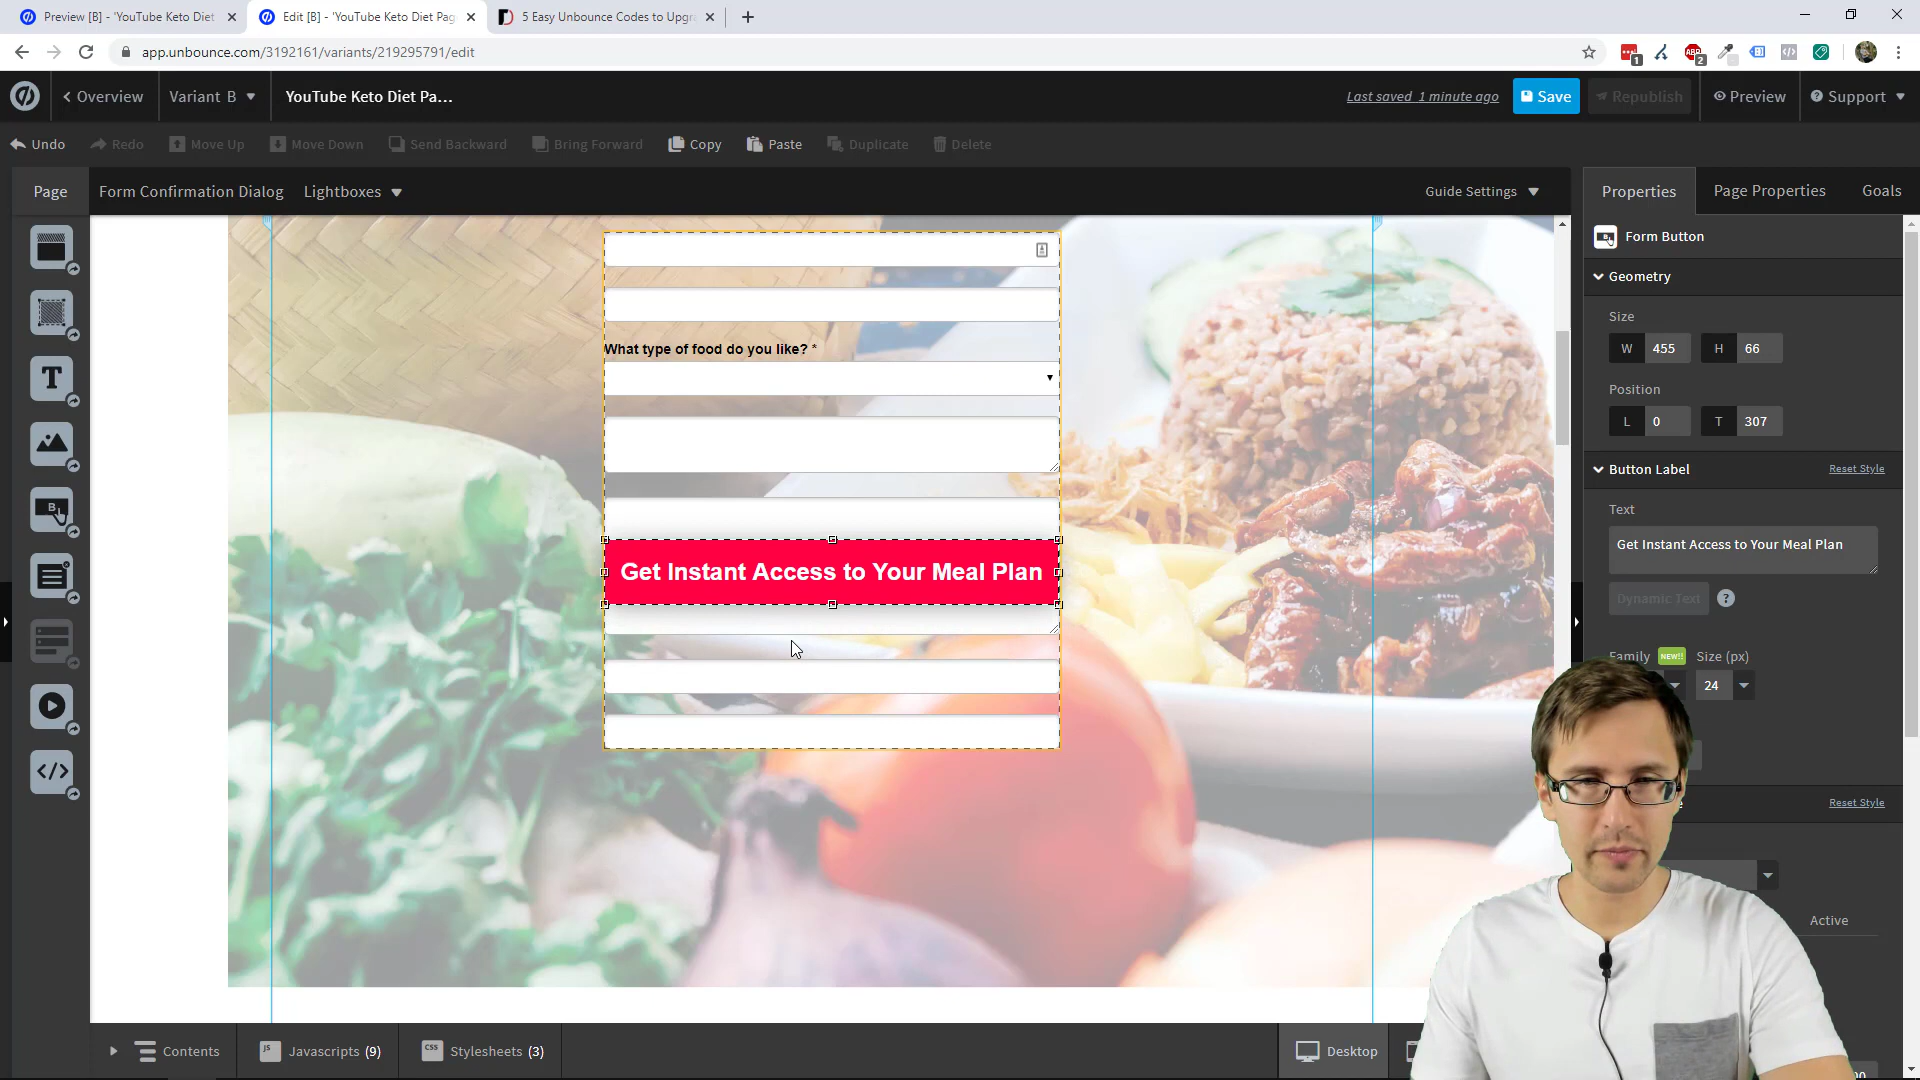 Preview [B] - 'YouTube Keto Diet
Edit [B] - 'YouTube Keto Diet Pag
5 Easy Unbounce Codes to Upgr
app.unbounce.com/3192161/variants/219295791/edit
1
2
Overview
Variant B
YouTube Keto Diet Pa...
Last saved 1 minute ago
Save
Republish
Preview
Support
Undo
Redo
Move Up
Move Down
Send Backward
Bring Forward
Copy
Paste
Duplicate
Delete
Page
Form Confirmation Dialog
Lightboxes
Guide Settings
Properties
Page Properties
Goals
Form Button
Geometry
Size
W 455 H 66
Position
L 0 T 307
Button Label
Reset Style
Text
Get Instant Access to Your Meal Plan
Dynamic Text
Family NEW!! Size (px)
24
Reset Style
Active
What type of food do you like? *
Get Instant Access to Your Meal Plan
T
B
B
Contents
JS Javascripts (9)
CSS Stylesheets (3)
Desktop